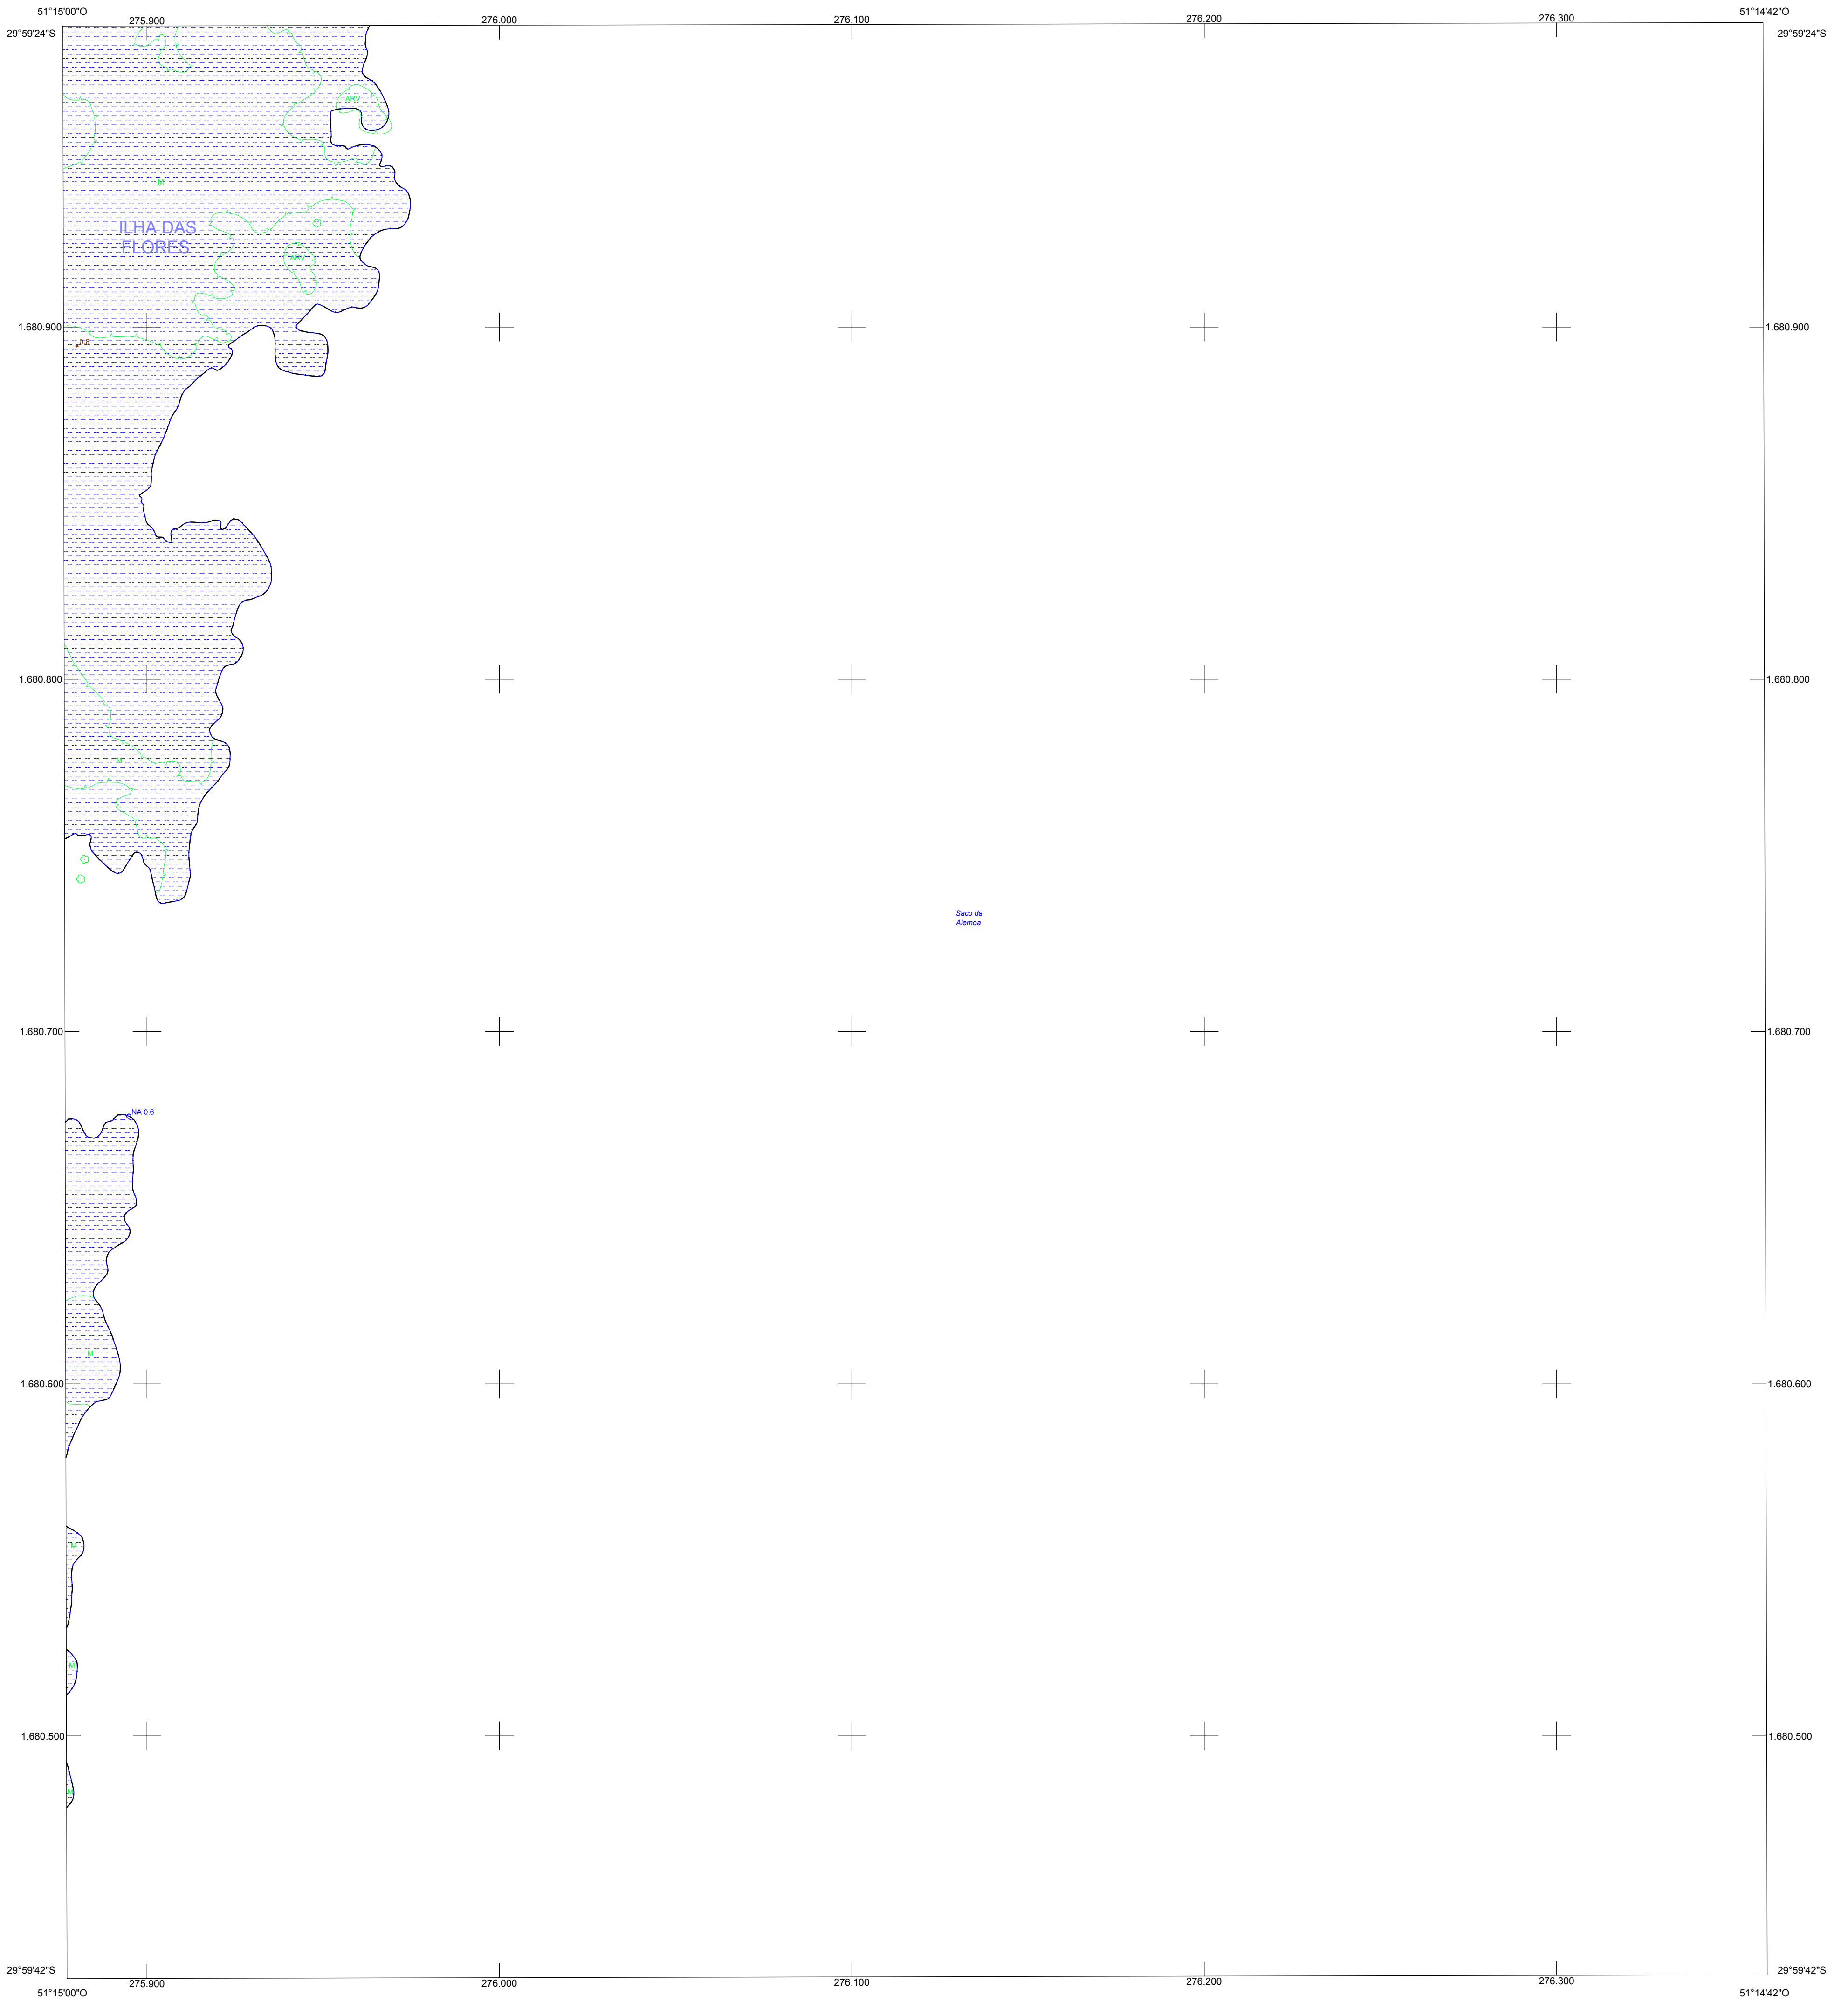 51°15'00"O
275.900
276.000
276.100
276.200
276.300
51°14'42"O
29°59'24"S
29°59'24"S
ARV
M
ILHA DAS
FLORES
ARV
1.680.900
1.680.900
0,8
1.680.800
1.680.800
M
Saco da
Alemoa
1.680.700
1.680.700
NA 0,6
M
1.680.600
1.680.600
M
M
1.680.500
1.680.500
M
29°59'42"S
29°59'42"S
51°15'00"O
275.900
276.000
276.100
276.200
276.300
51°14'42"O